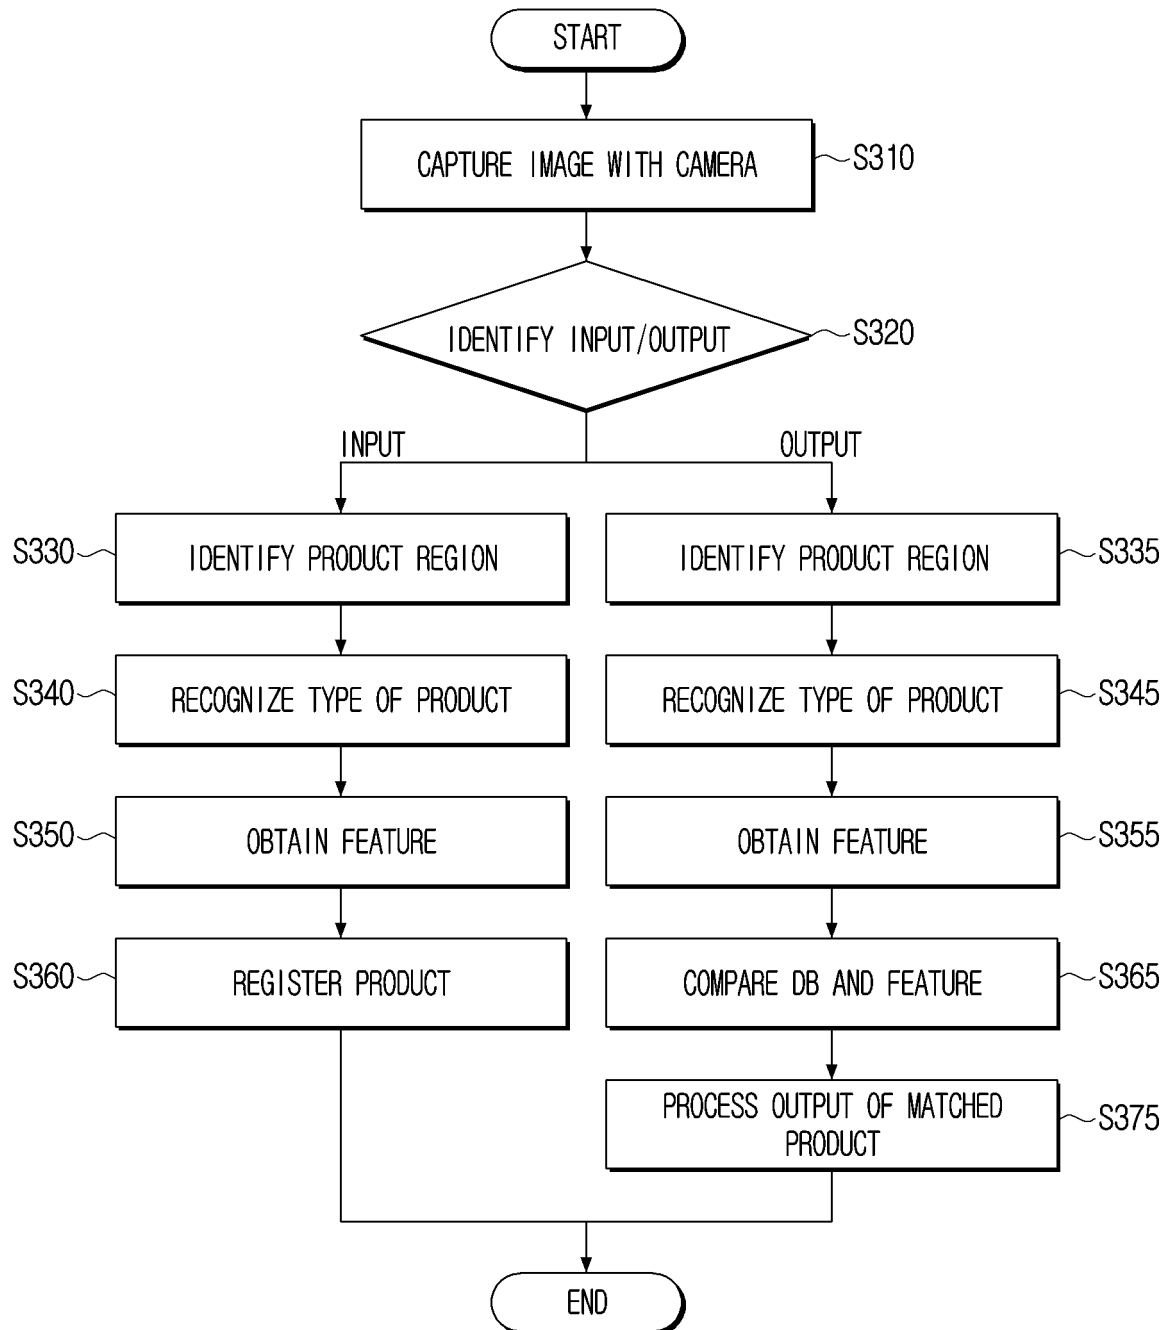 START
CAPTURE IMAGE WITH CAMERA
S310
IDENTIFY INPUT/OUTPUT
S320
INPUT
OUTPUT
S330
IDENTIFY PRODUCT REGION
IDENTIFY PRODUCT REGION
S335
S340
RECOGNIZE TYPE OF PRODUCT
RECOGNIZE TYPE OF PRODUCT
S345
S350
OBTAIN FEATURE
OBTAIN FEATURE
S355
S360
REGISTER PRODUCT
COMPARE DB AND FEATURE
S365
PROCESS OUTPUT OF MATCHED
PRODUCT
S375
END